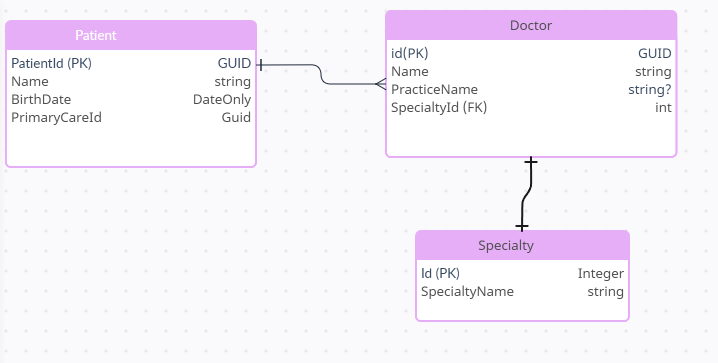 Patient
PatientId (PK) GUID
Name string
BirthDate DateOnly
PrimaryCareId Guid
Doctor
id(PK) GUID
Name string
PracticeName string?
SpecialtyId (FK) int
Specialty
Id (PK) Integer
SpecialtyName string